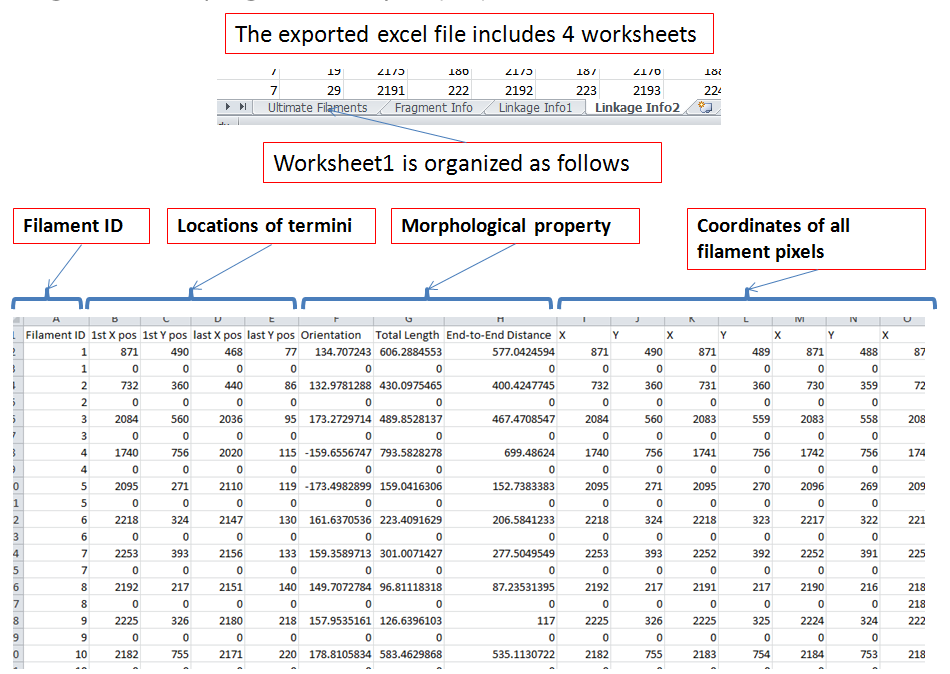 The exported excel file includes 4 worksheets
7 19 2175 186 2175 187 2176 188
7 29 2191 222 2192 223 2193 224
Ultimate Filaments Fragment Info Linkage Info1 Linkage Info2
Worksheet1 is organized as follows
Filament ID Locations of termini Morphological property Coordinates of all
filament pixels
A B C D E F G H I J K L M N O
1 Filament ID 1st X pos 1st Y pos last X pos last Y pos Orientation Total Length End-to-End Distance X Y X Y X Y X
2 1 871 490 468 77 134.707243 606.2884553 577.0424594 871 490 871 489 871 488 87
3 1 0 0 0 0 0 0 0 0 0 0 0 0 0
4 2 732 360 440 86 132.9781288 430.0975465 400.4247745 732 360 731 360 730 359 72
5 2 0 0 0 0 0 0 0 0 0 0 0 0 0
6 3 2084 560 2036 95 173.2729714 489.8528137 467.4708547 2084 560 2083 559 2083 558 208
7 3 0 0 0 0 0 0 0 0 0 0 0 0 0
8 4 1740 756 2020 115 -159.6556747 793.5828278 699.48624 1740 756 1741 756 1742 756 174
9 4 0 0 0 0 0 0 0 0 0 0 0 0 0
0 5 2095 271 2110 119 -173.4982899 159.0416306 152.7383383 2095 271 2095 270 2096 269 209
1 5 0 0 0 0 0 0 0 0 0 0 0 0 0
2 6 2218 324 2147 130 161.6370536 223.4091629 206.5841233 2218 324 2218 323 2217 322 221
3 6 0 0 0 0 0 0 0 0 0 0 0 0 0
4 7 2253 393 2156 133 159.3589713 301.0071427 277.5049549 2253 393 2252 392 2252 391 225
5 7 0 0 0 0 0 0 0 0 0 0 0 0 0
6 8 2192 217 2151 140 149.7072784 96.81118318 87.23531395 2192 217 2191 217 2190 216 218
7 8 0 0 0 0 0 0 0 0 0 0 0 0 0 218
8 9 2225 326 2180 218 157.9535161 126.6396103 117 2225 326 2225 325 2224 324 222
9 9 0 0 0 0 0 0 0 0 0 0 0 0 0
0 10 2182 755 2171 220 178.8105834 583.4629868 535.1130722 2182 755 2183 754 2184 753 218